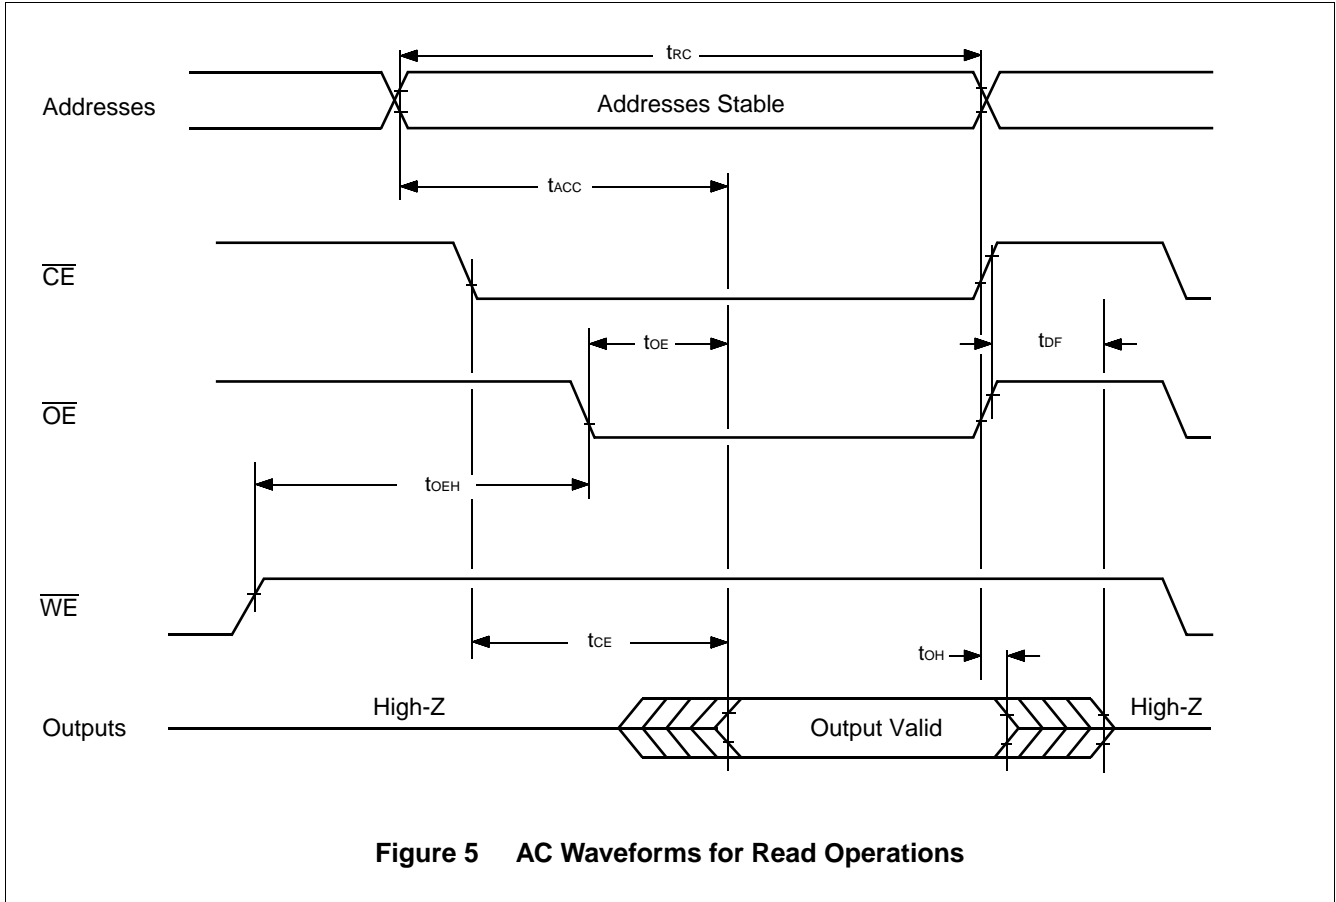 tRC
Addresses
Addresses Stable
tACC
CE
tOE
tDF
OE
tOEH
WE
tCE
tOH
High-Z
High-Z
Outputs
Output Valid
Figure 5 AC Waveforms for Read Operations